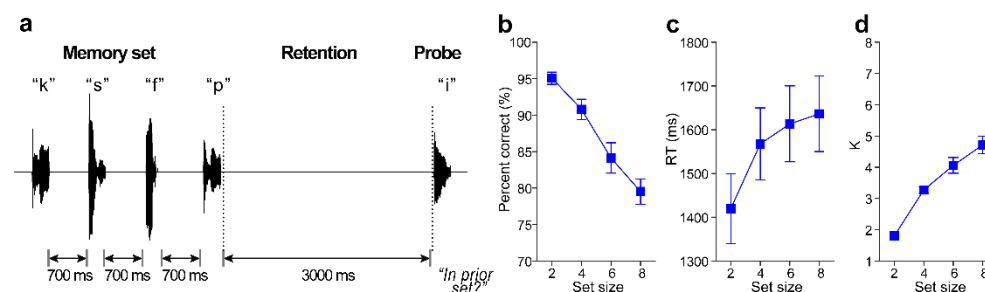 a
Memory set Retention Probe
“k” “s” “f” “p” “i”
700 ms 700 ms 700 ms 3000 ms “In prior
set?”
b
Percent correct (%)
100
95
90
85
80
75
70
2 4 6 8
Set size
c
RT (ms)
1800
1700
1600
1500
1400
1300
2 4 6 8
Set size
d
K
8
7
6
5
4
3
2
1
2 4 6 8
Set size